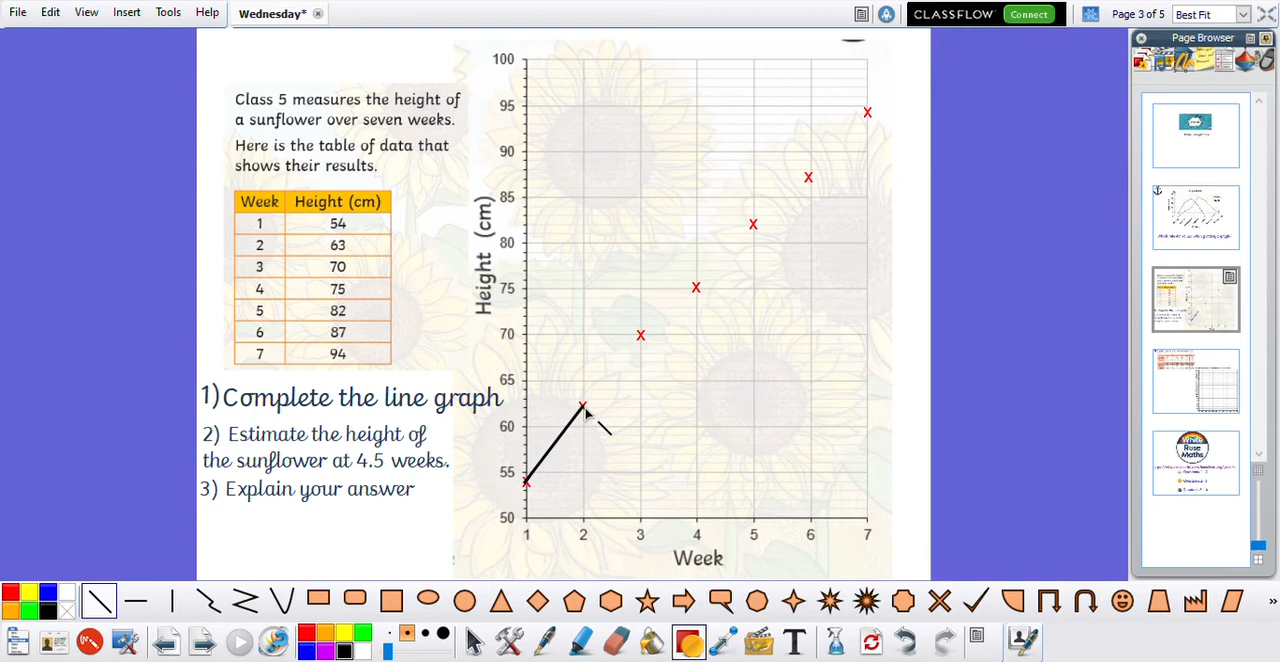 File Edit View Insert Tools Help Wednesday* CLASSFLOW Connect Page 3 of 5 Best Fit
Page Browser
Class 5 measures the height of
a sunflower over seven weeks.
Here is the table of data that
shows their results.
Week Height (cm)
1 54
2 63
3 70
4 75
5 82
6 87
7 94
1) Complete the line graph
2) Estimate the height of
the sunflower at 4.5 weeks.
3) Explain your answer
Height (cm)
100
95
90
85
80
75
70
65
60
55
50
1 2 3 4 5 6 7
Week
White
Rose
Maths